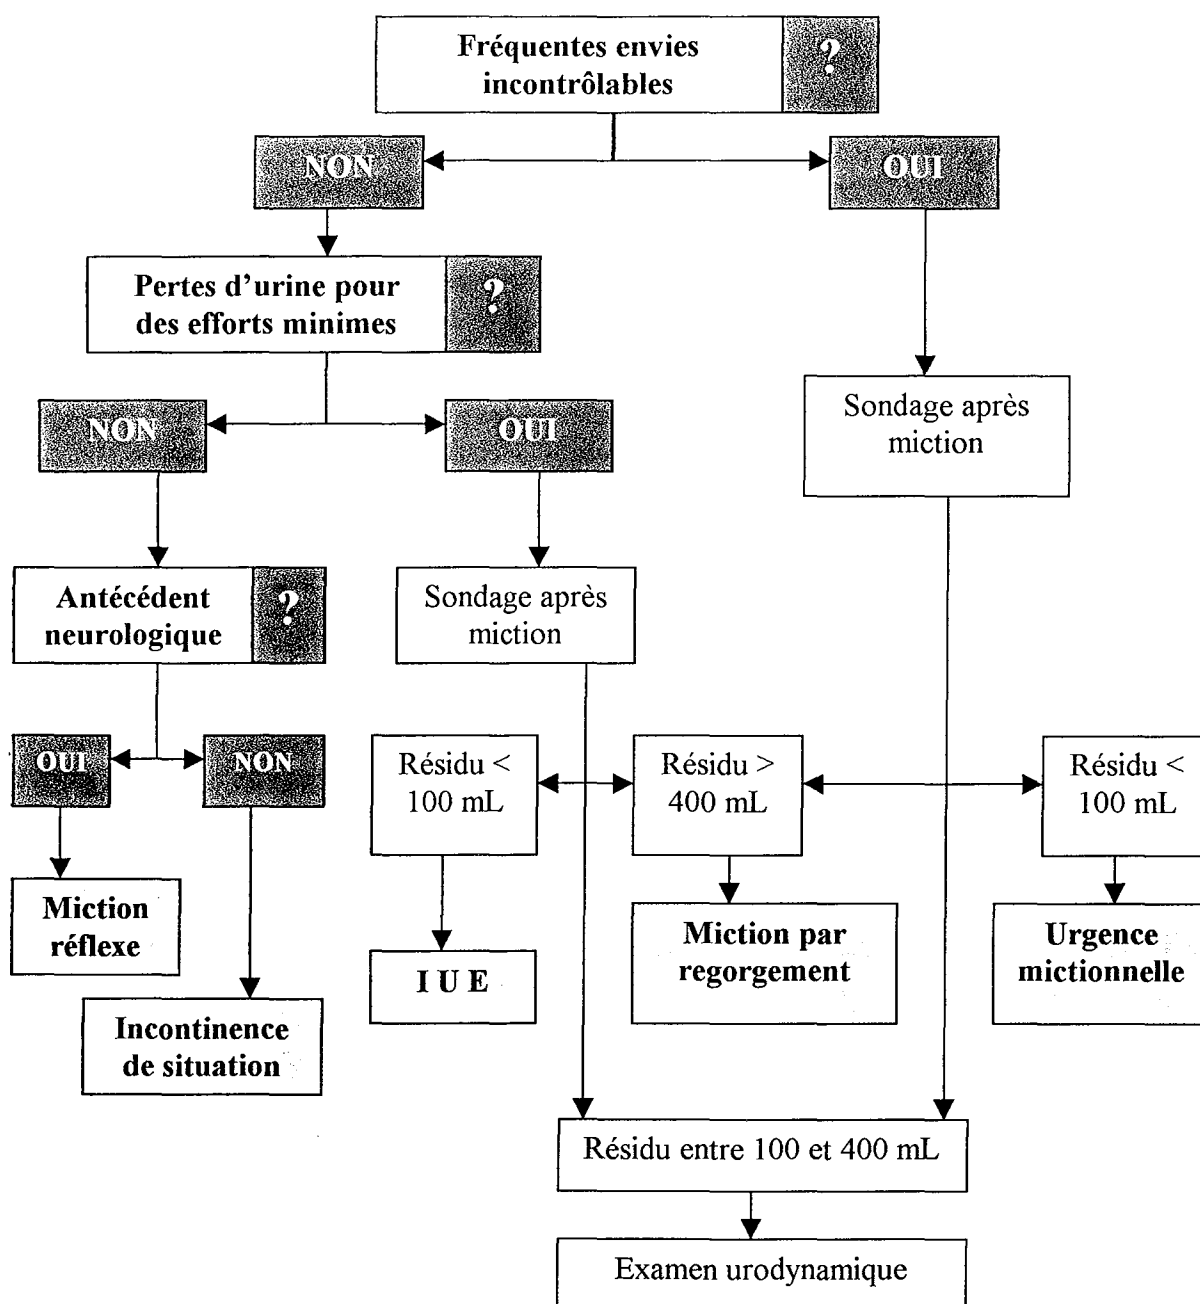 Fréquentes envies
incontrôlables
?
NON
OUI
Pertes d'urine pour
des efforts minimes
?
NON
OUI
Sondage après
miction
Antécédent
neurologique
?
Sondage après
miction
OUI
NON
Résidu <
100 mL
Résidu >
400 mL
Résidu <
100 mL
Miction
réflexe
I U E
Miction par
regorgement
Urgence
mictionnelle
Incontinence
de situation
Résidu entre 100 et 400 mL
Examen urodynamique